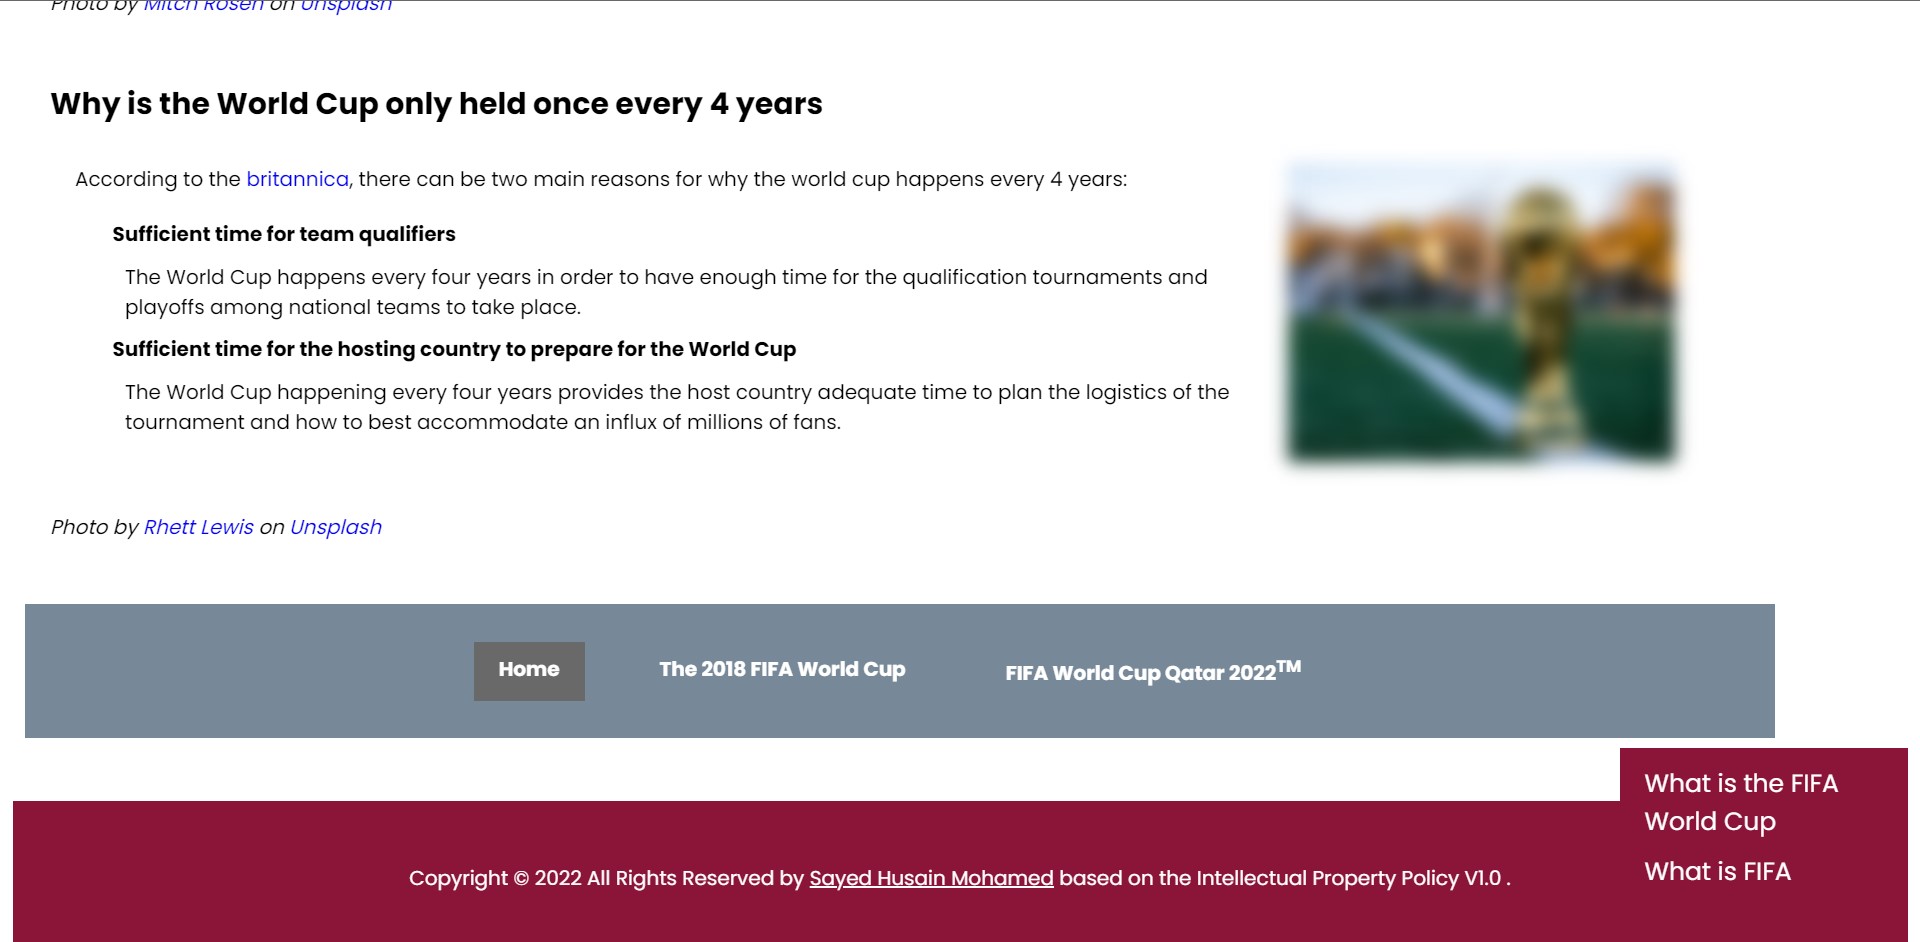 Photo by Mitch Rosen on Unsplash
Why is the World Cup only held once every 4 years
According to the britannica, there can be two main reasons for why the world cup happens every 4 years:
Sufficient time for team qualifiers
The World Cup happens every four years in order to have enough time for the qualification tournaments and
playoffs among national teams to take place.
Sufficient time for the hosting country to prepare for the World Cup
The World Cup happening every four years provides the host country adequate time to plan the logistics of the
tournament and how to best accommodate an influx of millions of fans.
Photo by Rhett Lewis on Unsplash
Home
The 2018 FIFA World Cup
FIFA World Cup Qatar 2022TM
What is the FIFA
World Cup
What is FIFA
Copyright © 2022 All Rights Reserved by Sayed Husain Mohamed based on the Intellectual Property Policy V1.0 .